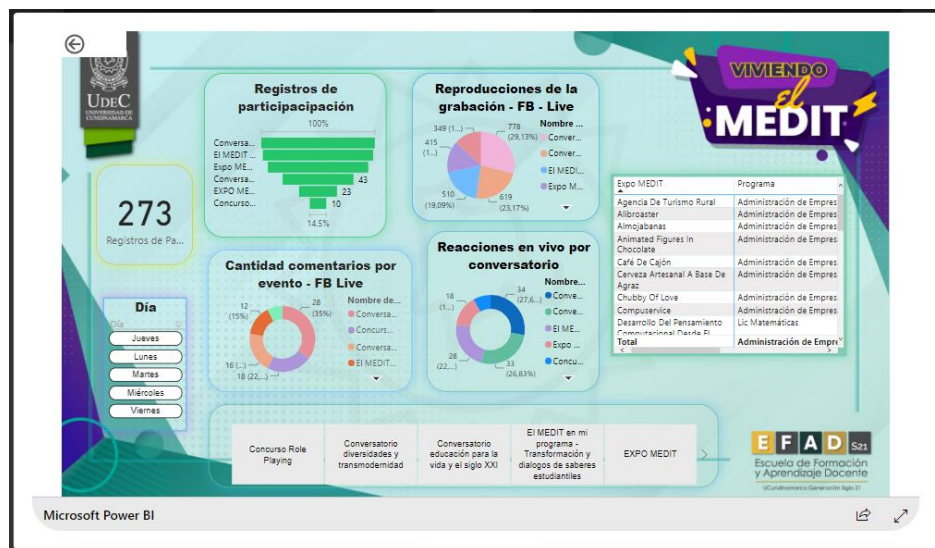 UDEC
UNIVERSIDAD DE
CUNDINAMARCA
273
Registros de Pa...
Día
Día
Jueves
Lunes
Martes
Miércoles
Viernes
Registros de
participacipación
100%
Conversa...
El MEDIT ...
Expo ME...
Conversa...
EXPO ME...
Concurso...
43
23
10
14.5%
Reproducciones de la
grabación - FB - Live
349 (1...)
415
(1...)
510
(19,09%)
778
(29,13%)
619
(23,17%)
Nombre ...
Conver...
Conver...
El MEDI...
Expo M...
Cantidad comentarios por
evento - FB Live
12
(15%)
16 (...)
18 (22,...)
28
(35%)
Nombre de...
Conversa...
Concurs...
Conversa...
El MEDIT...
Reacciones en vivo por
conversatorio
18
(1...)
28
(22,...)
34
(27,6...)
33
(26,83%)
Nombre...
Conve...
Conve...
El ME...
Expo ...
Concu...
VIVIENDO
el
MEDIT
Expo MEDIT Programa
Agencia De Turismo Rural Administración de Empres
Alibroaster Administración de Empres
Almojabanas Administración de Empres
Animated Figures In Administración de Empres
Chocolate
Café De Cajón Administración de Empres
Cerveza Artesanal A Base De Administración de Empres
Agraz
Chubby Of Love Administración de Empres
Compuservice Administración de Empres
Desarrollo Del Pensamiento Lic Matemáticas
Computacional Desde El
Total Administración de Empre
Concurso Role
Playing
Conversatorio
diversidades y
transmodernidad
Conversatorio
educación para la
vida y el siglo XXI
El MEDIT en mi
programa -
Transformación y
dialogos de saberes
estudiantiles
EXPO MEDIT
EFAD S21
Escuela de Formación
y Aprendizaje Docente
UCundinamarca Generación Siglo 21
Microsoft Power BI